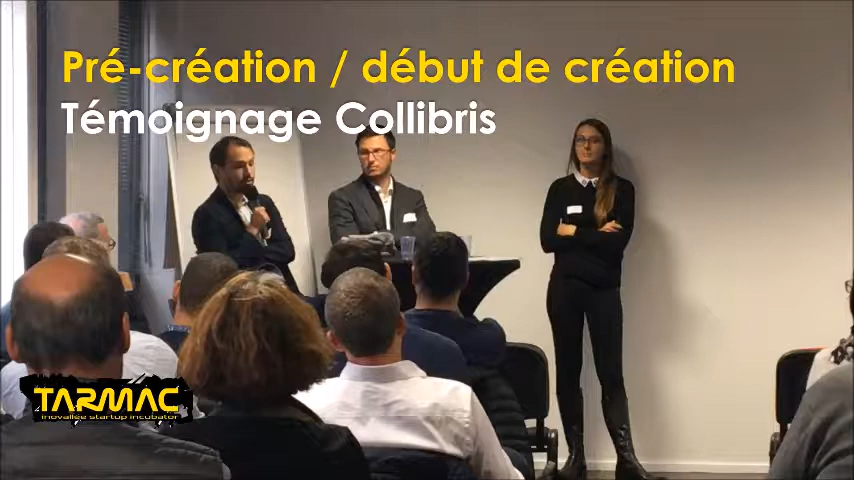 Pré-création / début de création
Témoignage Collibris
TARMAC
inovallée startup incubator